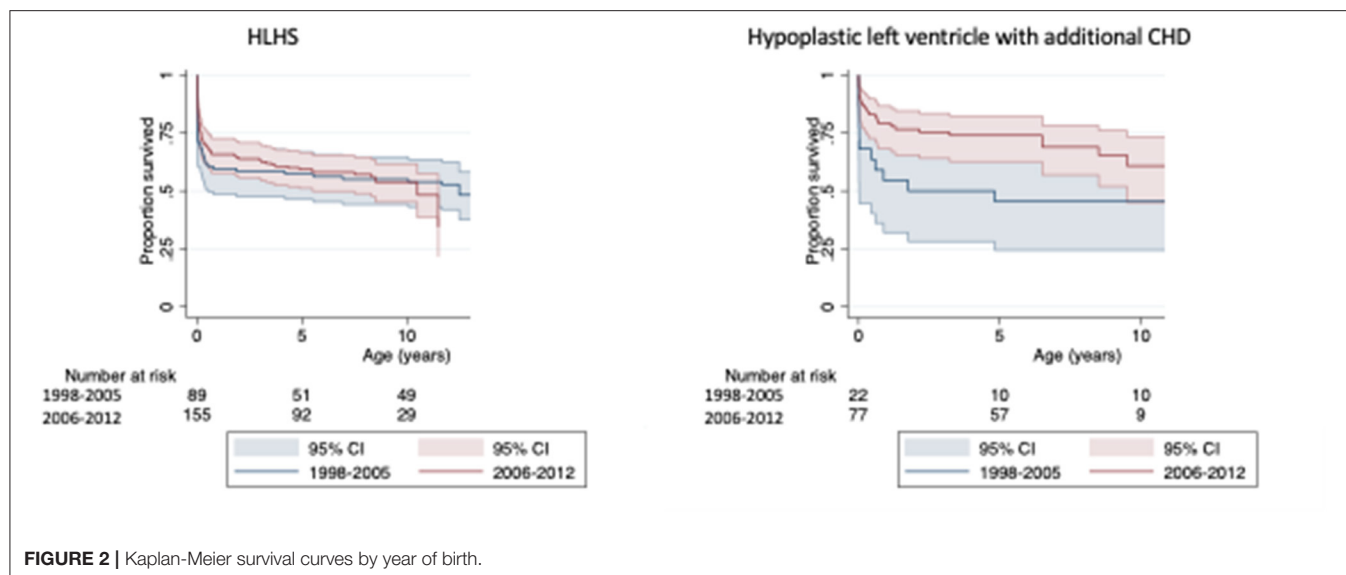 HLHS
Proportion survived
1
.75
.5
.25
0
0 5 10
Age (years)
Number at risk
1998-2005 89 51 49
2006-2012 155 92 29
95% CI 95% CI
1998-2005 2006-2012
Hypoplastic left ventricle with additional CHD
Proportion survived
1
.75
.5
.25
0
0 5 10
Age (years)
Number at risk
1998-2005 22 10 10
2006-2012 77 57 9
95% CI 95% CI
1998-2005 2006-2012
FIGURE 2 | Kaplan-Meier survival curves by year of birth.